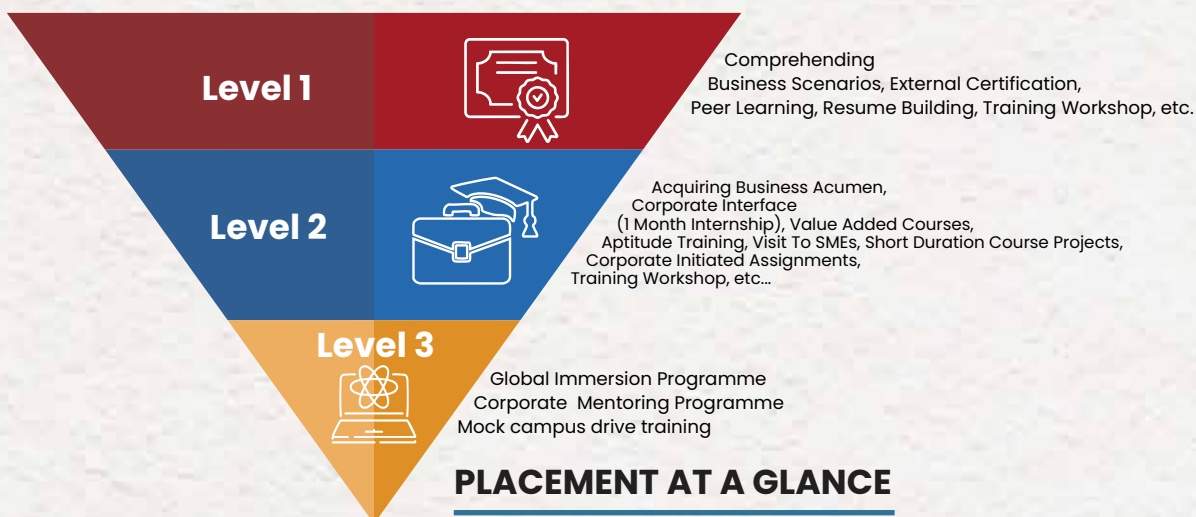 Level 1
Comprehending
Business Scenarios, External Certification,
Peer Learning, Resume Building, Training Workshop, etc.
Level 2
Acquiring Business Acumen,
Corporate Interface
(1 Month Internship), Value Added Courses,
Aptitude Training, Visit To SMEs, Short Duration Course Projects,
Corporate Initiated Assignments,
Training Workshop, etc...
Level 3
Global Immersion Programme
Corporate Mentoring Programme
Mock campus drive training
PLACEMENT AT A GLANCE